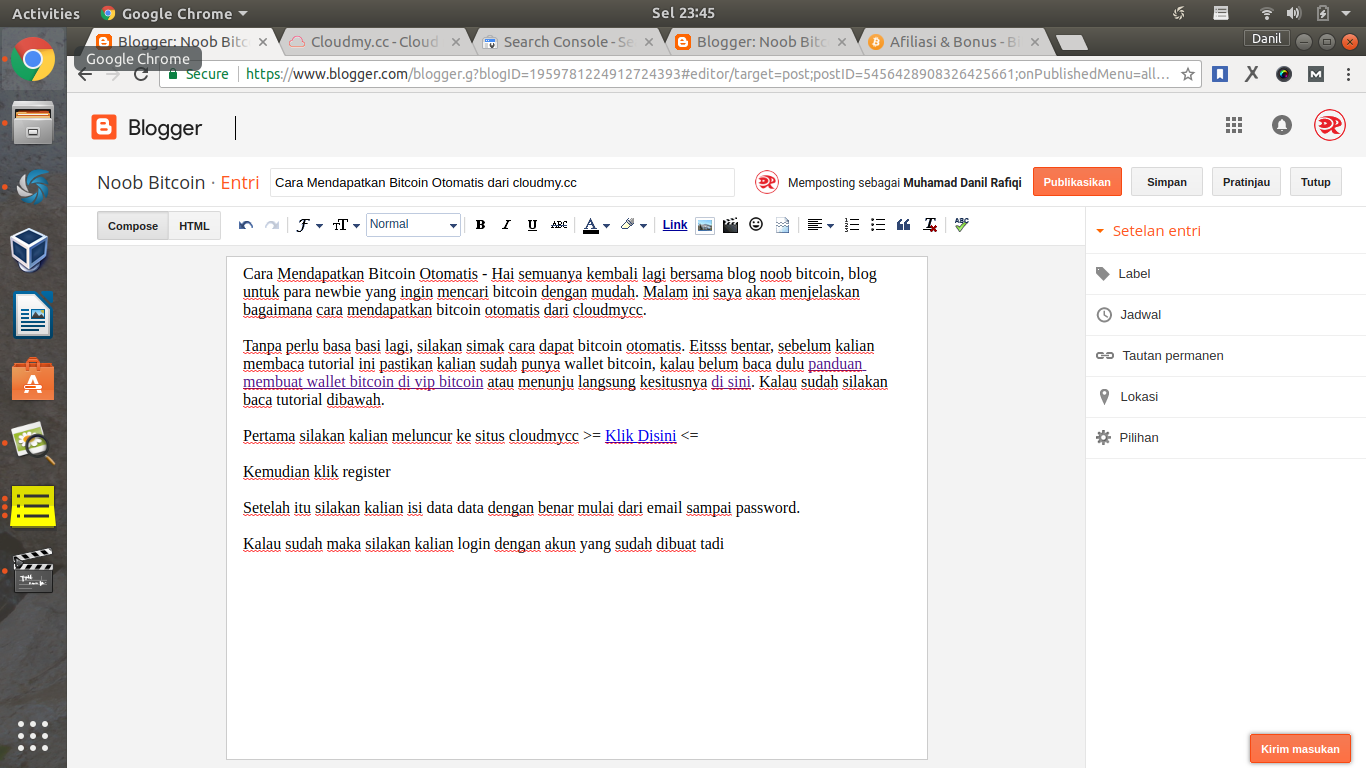 Activities
Google Chrome
Sel 23:45
Blogger: Noob Bitc
Cloudmy.cc - Cloud
Search Console - Se
Blogger: Noob Bitc
Afiliasi & Bonus - Bi
Danil
Google Chrome
Secure
https://www.blogger.com/blogger.g?blogID=1959781224912724393#editor/target=post;postID=5456428908326425661;onPublishedMenu=all...
Blogger
Noob Bitcoin · Entri
Cara Mendapatkan Bitcoin Otomatis dari cloudmy.cc
Memposting sebagai Muhamad Danil Rafiqi
Publikasikan
Simpan
Pratinjau
Tutup
Compose
HTML
Normal
B I U ABC
A
Link
ABC
Setelan entri
Label
Jadwal
Tautan permanen
Lokasi
Pilihan
Cara Mendapatkan Bitcoin Otomatis - Hai semuanya kembali lagi bersama blog noob bitcoin, blog
untuk para newbie yang ingin mencari bitcoin dengan mudah. Malam ini saya akan menjelaskan
bagaimana cara mendapatkan bitcoin otomatis dari cloudmycc.
Tanpa perlu basa basi lagi, silakan simak cara dapat bitcoin otomatis. Eitsss bentar, sebelum kalian
membaca tutorial ini pastikan kalian sudah punya wallet bitcoin, kalau belum baca dulu panduan
membuat wallet bitcoin di vip bitcoin atau menunju langsung kesitusnya di sini. Kalau sudah silakan
baca tutorial dibawah.
Pertama silakan kalian meluncur ke situs cloudmycc >= Klik Disini <=
Kemudian klik register
Setelah itu silakan kalian isi data data dengan benar mulai dari email sampai password.
Kalau sudah maka silakan kalian login dengan akun yang sudah dibuat tadi
Kirim masukan